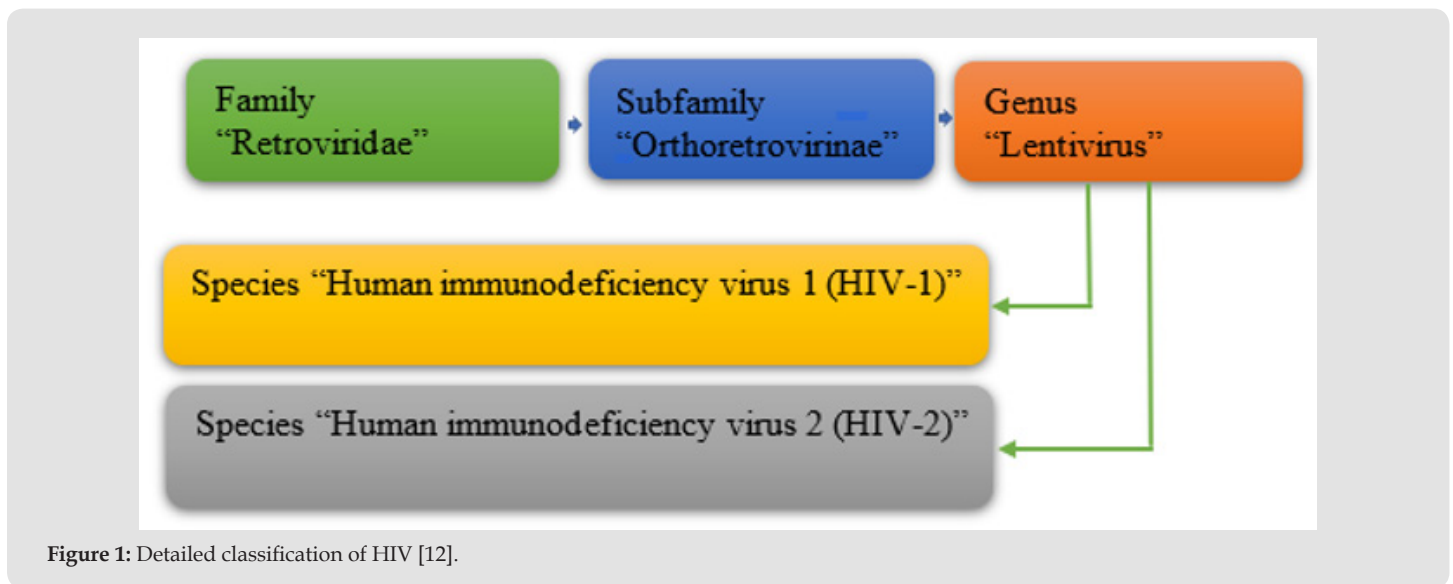 Family
“Retroviridae”
Subfamily
“Orthoretrovirinae”
Genus
“Lentivirus”
Species “Human immunodeficiency virus 1 (HIV-1)”
Species “Human immunodeficiency virus 2 (HIV-2)”
Figure 1: Detailed classification of HIV [12].